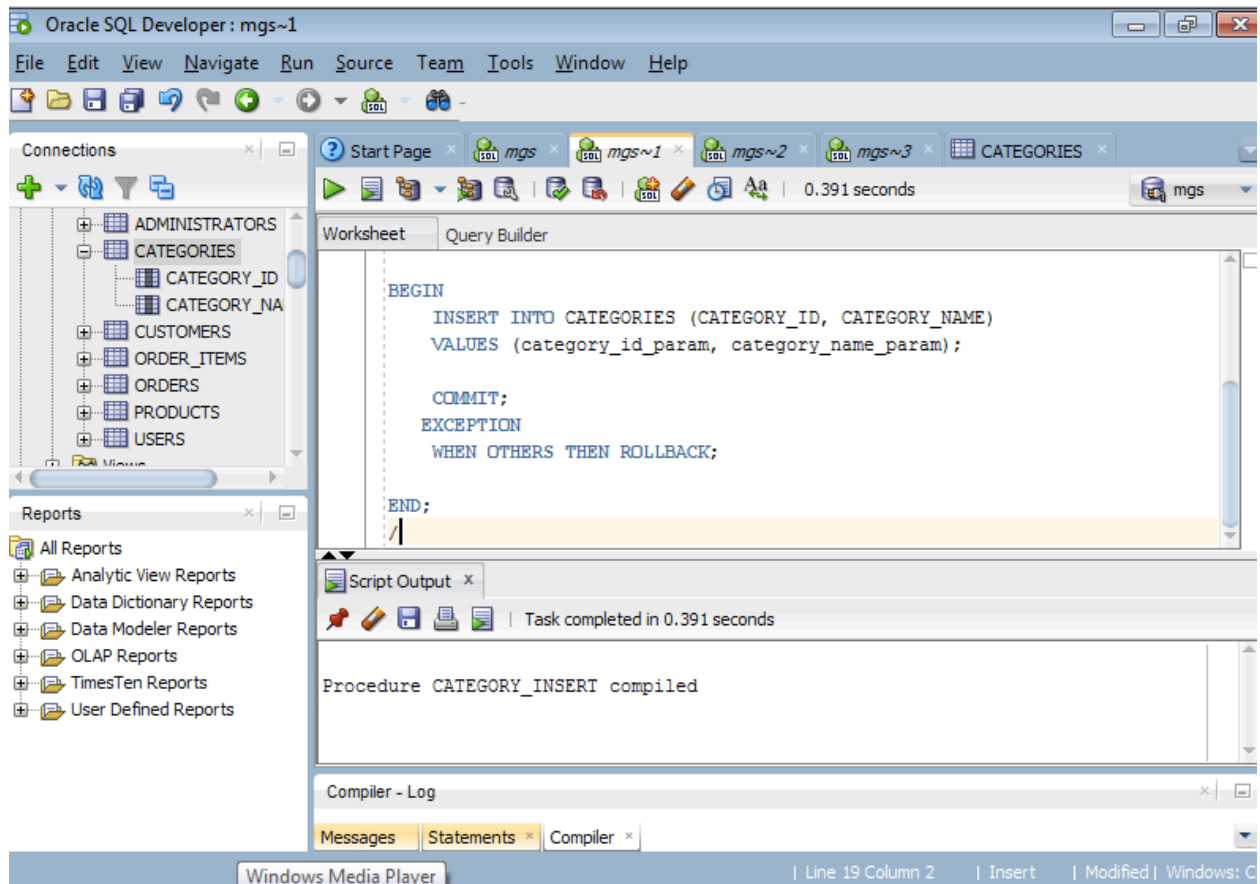 Oracle SQL Developer : mgs~1
File Edit View Navigate Run Source Team Tools Window Help
Connections
ADMINISTRATORS
CATEGORIES
CATEGORY_ID
CATEGORY_NA
CUSTOMERS
ORDER_ITEMS
ORDERS
PRODUCTS
USERS
Views
Reports
All Reports
Analytic View Reports
Data Dictionary Reports
Data Modeler Reports
OLAP Reports
TimesTen Reports
User Defined Reports
Start Page mgs mgs~1 mgs~2 mgs~3 CATEGORIES
0.391 seconds mgs
Worksheet Query Builder
BEGIN
INSERT INTO CATEGORIES (CATEGORY_ID, CATEGORY_NAME)
VALUES (category_id_param, category_name_param);
COMMIT;
EXCEPTION
WHEN OTHERS THEN ROLLBACK;
END;
/
Script Output
Task completed in 0.391 seconds
Procedure CATEGORY_INSERT compiled
Compiler - Log
Messages Statements Compiler
Windows Media Player
| Line 19 Column 2 | Insert | Modified | Windows: C